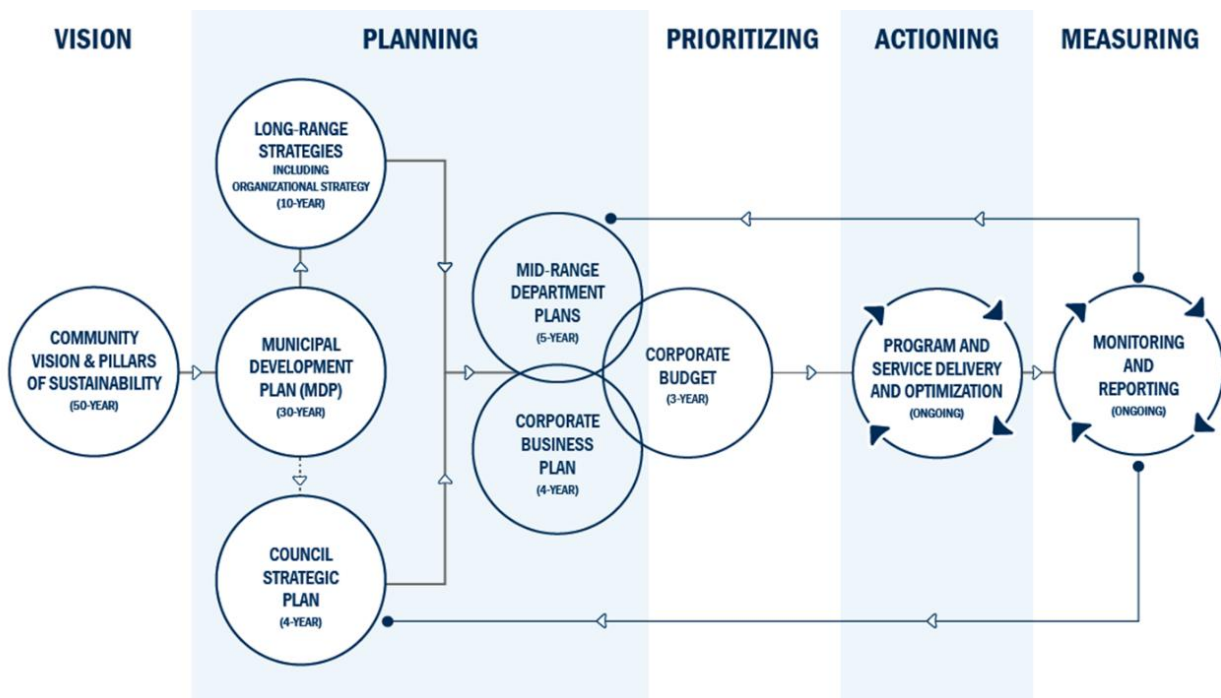 VISION
PLANNING
PRIORITIZING
ACTIONING
MEASURING
LONG-RANGE
STRATEGIES
INCLUDING
ORGANIZATIONAL STRATEGY
(10-YEAR)
COMMUNITY
VISION & PILLARS
OF SUSTAINABILITY
(50-YEAR)
MUNICIPAL
DEVELOPMENT
PLAN (MDP)
(30-YEAR)
COUNCIL
STRATEGIC
PLAN
(4-YEAR)
MID-RANGE
DEPARTMENT
PLANS
(5-YEAR)
CORPORATE
BUSINESS
PLAN
(4-YEAR)
CORPORATE
BUDGET
(3-YEAR)
PROGRAM AND
SERVICE DELIVERY
AND OPTIMIZATION
(ONGOING)
MONITORING
AND
REPORTING
(ONGOING)